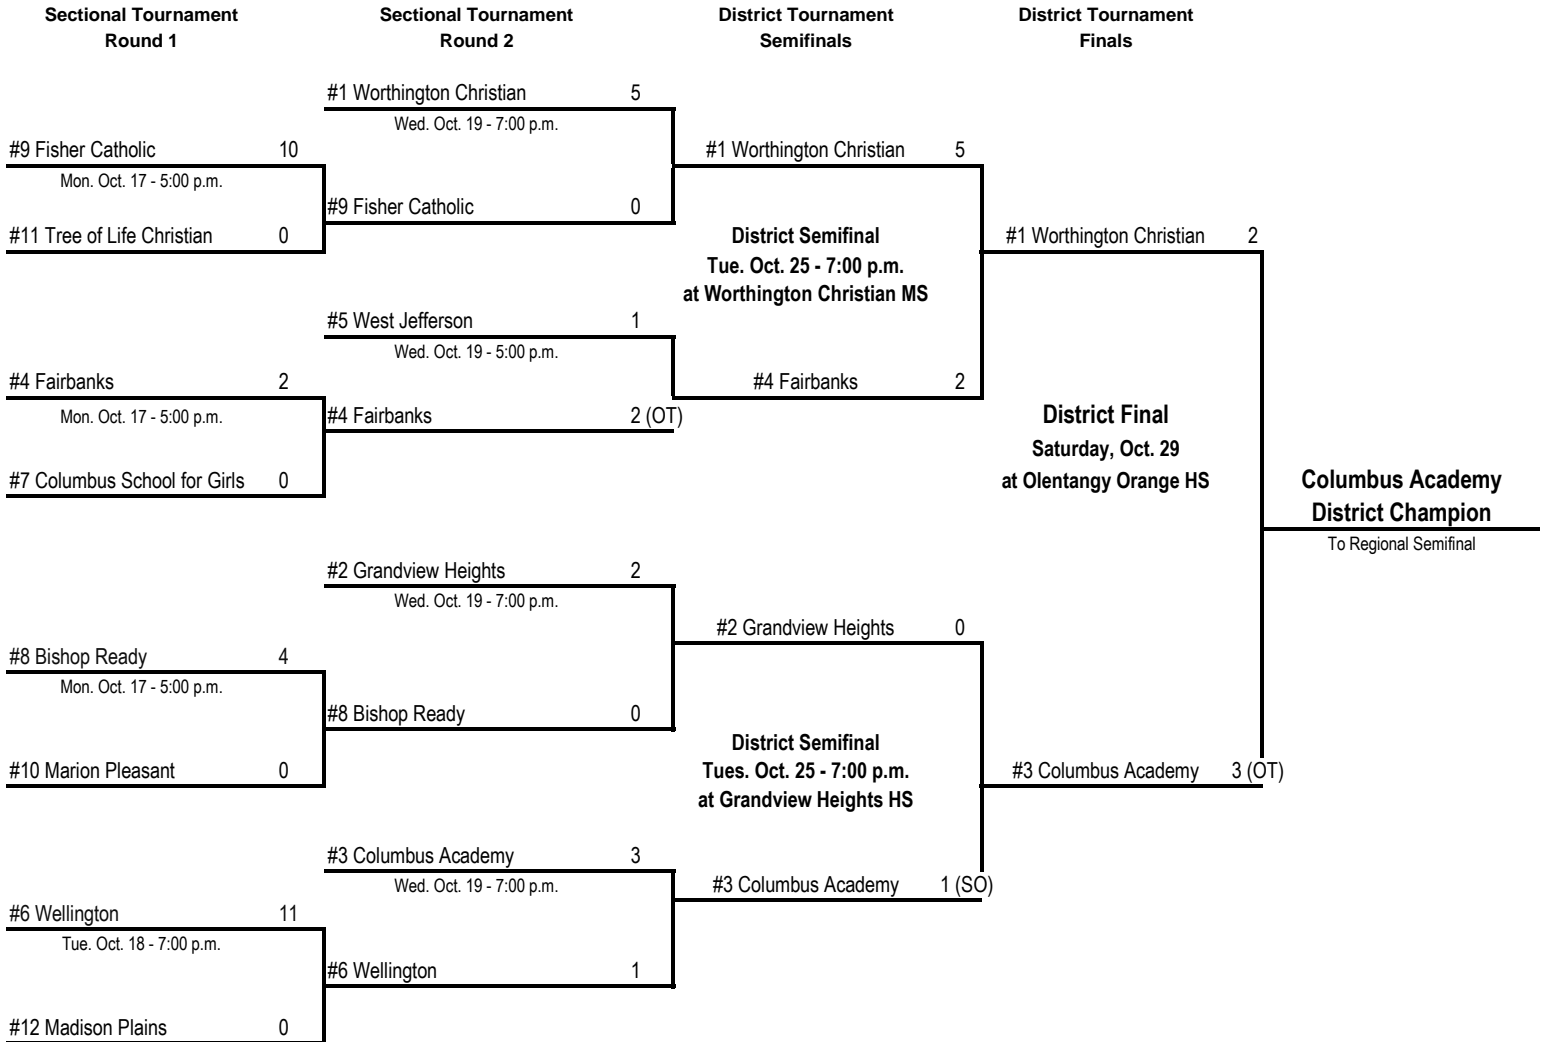 Sectional Tournament
Round 1
Sectional Tournament
Round 2
District Tournament
Semifinals
District Tournament
Finals
#9 Fisher Catholic 10
Mon. Oct. 17 - 5:00 p.m.
#11 Tree of Life Christian 0
#4 Fairbanks 2
Mon. Oct. 17 - 5:00 p.m.
#7 Columbus School for Girls 0
#8 Bishop Ready 4
Mon. Oct. 17 - 5:00 p.m.
#10 Marion Pleasant 0
#6 Wellington 11
Tue. Oct. 18 - 7:00 p.m.
#12 Madison Plains 0
#1 Worthington Christian 5
Wed. Oct. 19 - 7:00 p.m.
#9 Fisher Catholic 0
#5 West Jefferson 1
Wed. Oct. 19 - 5:00 p.m.
#4 Fairbanks 2 (OT)
#2 Grandview Heights 2
Wed. Oct. 19 - 7:00 p.m.
#8 Bishop Ready 0
#3 Columbus Academy 3
Wed. Oct. 19 - 7:00 p.m.
#6 Wellington 1
#1 Worthington Christian 5
District Semifinal
Tue. Oct. 25 - 7:00 p.m.
at Worthington Christian MS
#4 Fairbanks 2
#2 Grandview Heights 0
District Semifinal
Tues. Oct. 25 - 7:00 p.m.
at Grandview Heights HS
#3 Columbus Academy 1 (SO)
#1 Worthington Christian 2
District Final
Saturday, Oct. 29
at Olentangy Orange HS
#3 Columbus Academy 3 (OT)
Columbus Academy
District Champion
To Regional Semifinal